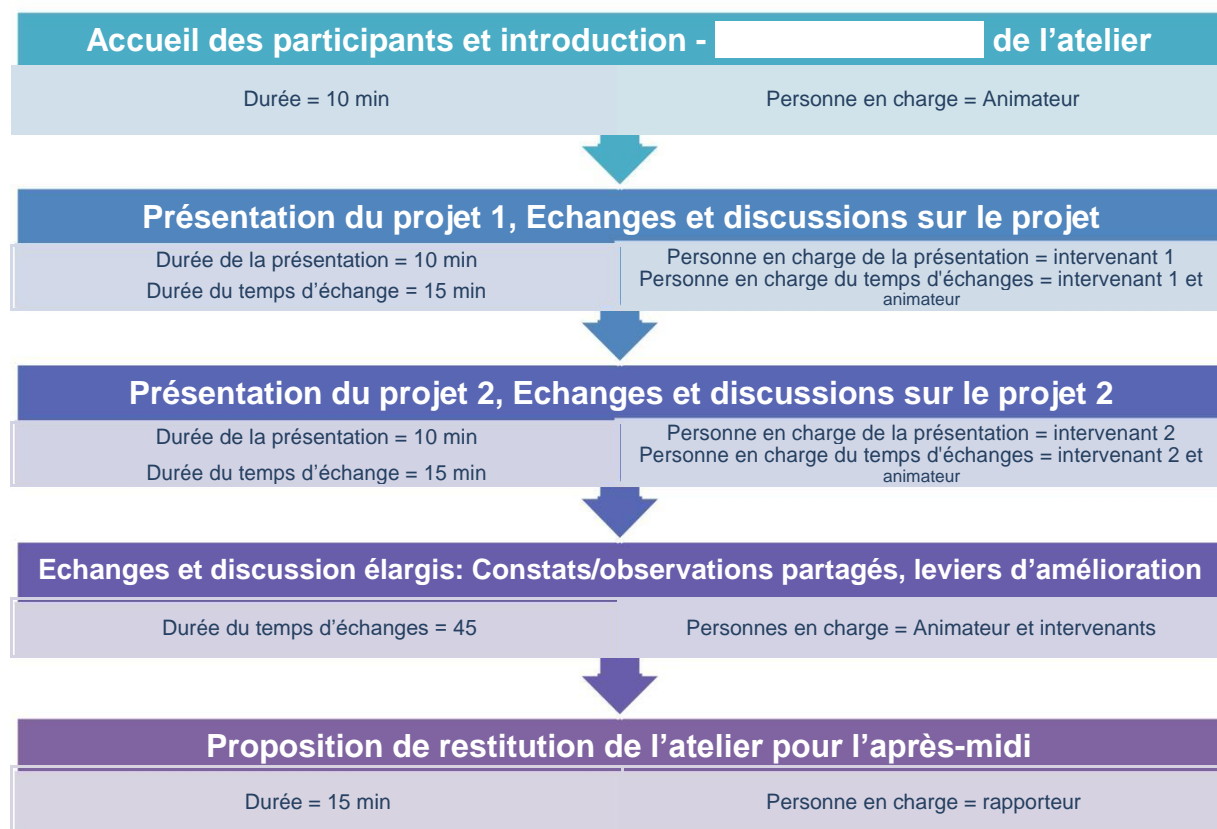 Accueil des participants et introduction - de l’atelier
Durée = 10 min
Personne en charge = Animateur
Présentation du projet 1, Echanges et discussions sur le projet
Durée de la présentation = 10 min
Durée du temps d’échange = 15 min
Personne en charge de la présentation = intervenant 1
Personne en charge du temps d'échanges = intervenant 1 et
animateur
Présentation du projet 2, Echanges et discussions sur le projet 2
Durée de la présentation = 10 min
Durée du temps d’échange = 15 min
Personne en charge de la présentation = intervenant 2
Personne en charge du temps d'échanges = intervenant 2 et
animateur
Echanges et discussion élargis: Constats/observations partagés, leviers d’amélioration
Durée du temps d’échanges = 45
Personnes en charge = Animateur et intervenants
Proposition de restitution de l’atelier pour l’après-midi
Durée = 15 min
Personne en charge = rapporteur